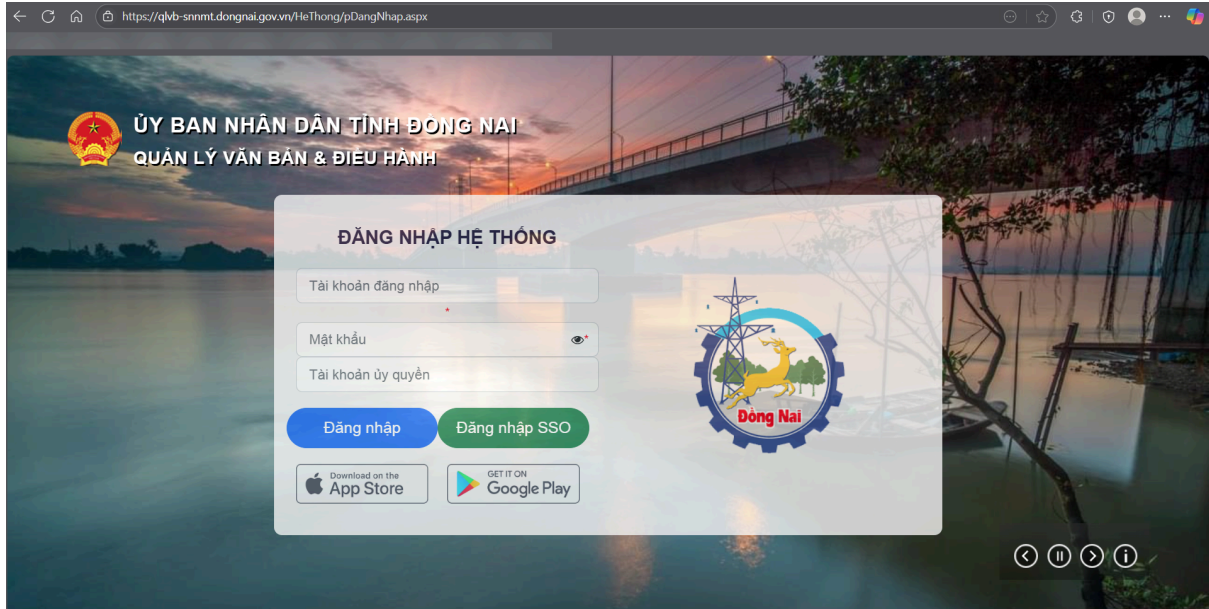 https://qlvb-snnmt.dongnai.gov.vn/HeThong/pDangNhap.aspx
ỦY BAN NHÂN DÂN TỈNH ĐỒNG NAI
QUẢN LÝ VĂN BẢN & ĐIỀU HÀNH
ĐĂNG NHẬP HỆ THỐNG
Tài khoản đăng nhập
*
Mật khẩu
*
Tài khoản ủy quyền
Đăng nhập
Đăng nhập SSO
Download on the
App Store
GET IT ON
Google Play
Đồng Nai